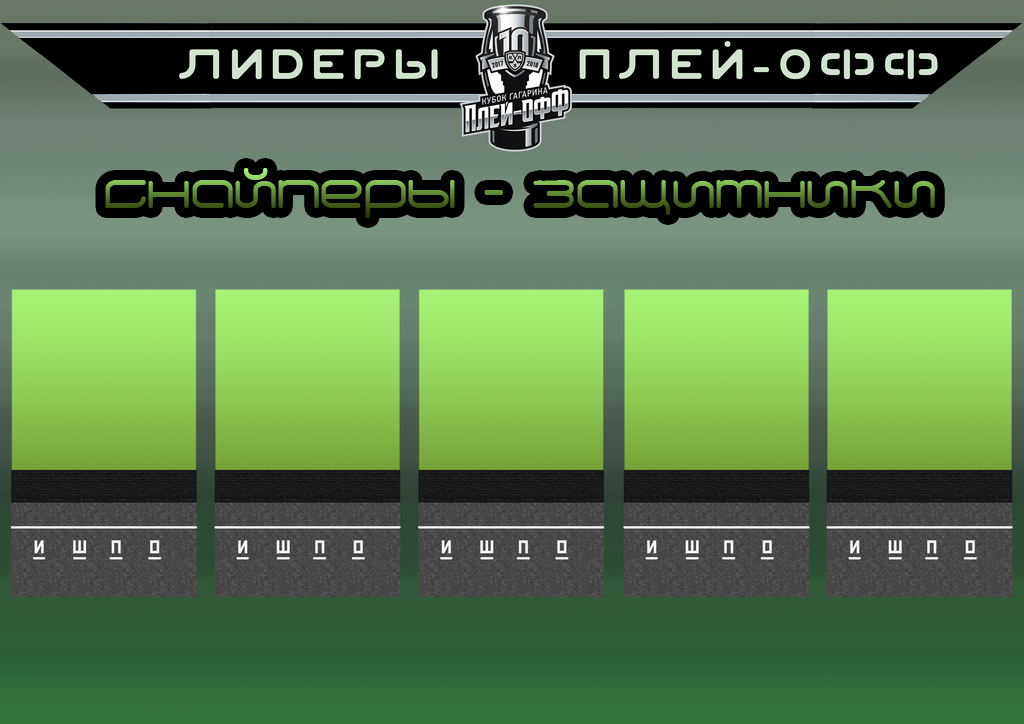 ЛИДЕРЫ ПЛЕЙ-ОФФ
10
2017 2018
КУБОК ГАГАРИНА
ПЛЕЙ-ОФФ
снайперы - защитники
И Ш П О И Ш П О И Ш П О И Ш П О И Ш П О